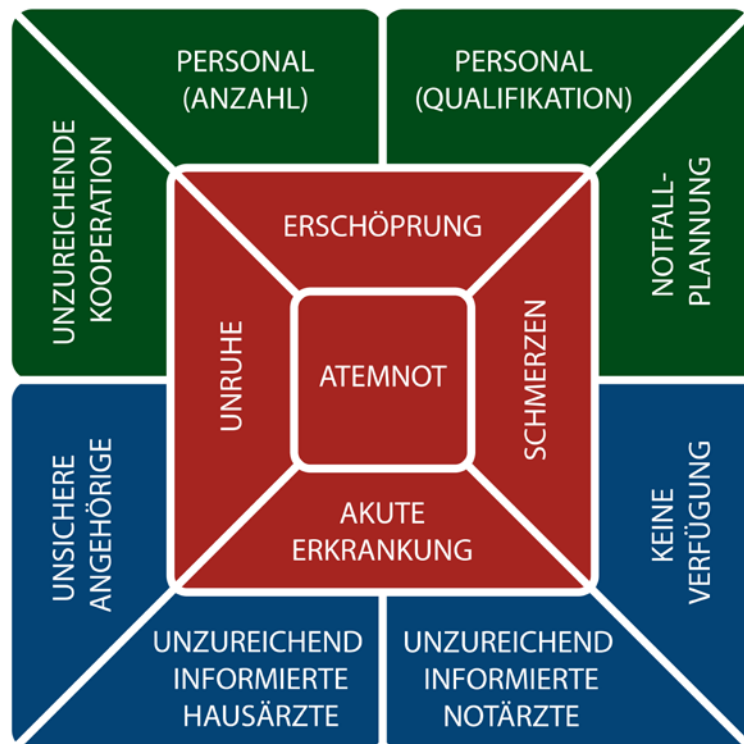 PERSONAL
(ANZAHL)
PERSONAL
(QUALIFIKATION)
UNZUREICHENDE
KOOPERATION
NOTFALL-
PLANNUNG
ERSCHÖPRUNG
UNRUHE
ATEMNOT
SCHMERZEN
AKUTE
ERKRANKUNG
UNSICHERE
ANGEHÖRIGE
KEINE
VERFÜGUNG
UNZUREICHEND
INFORMIERTE
HAUSÄRZTE
UNZUREICHEND
INFORMIERTE
NOTÄRZTE